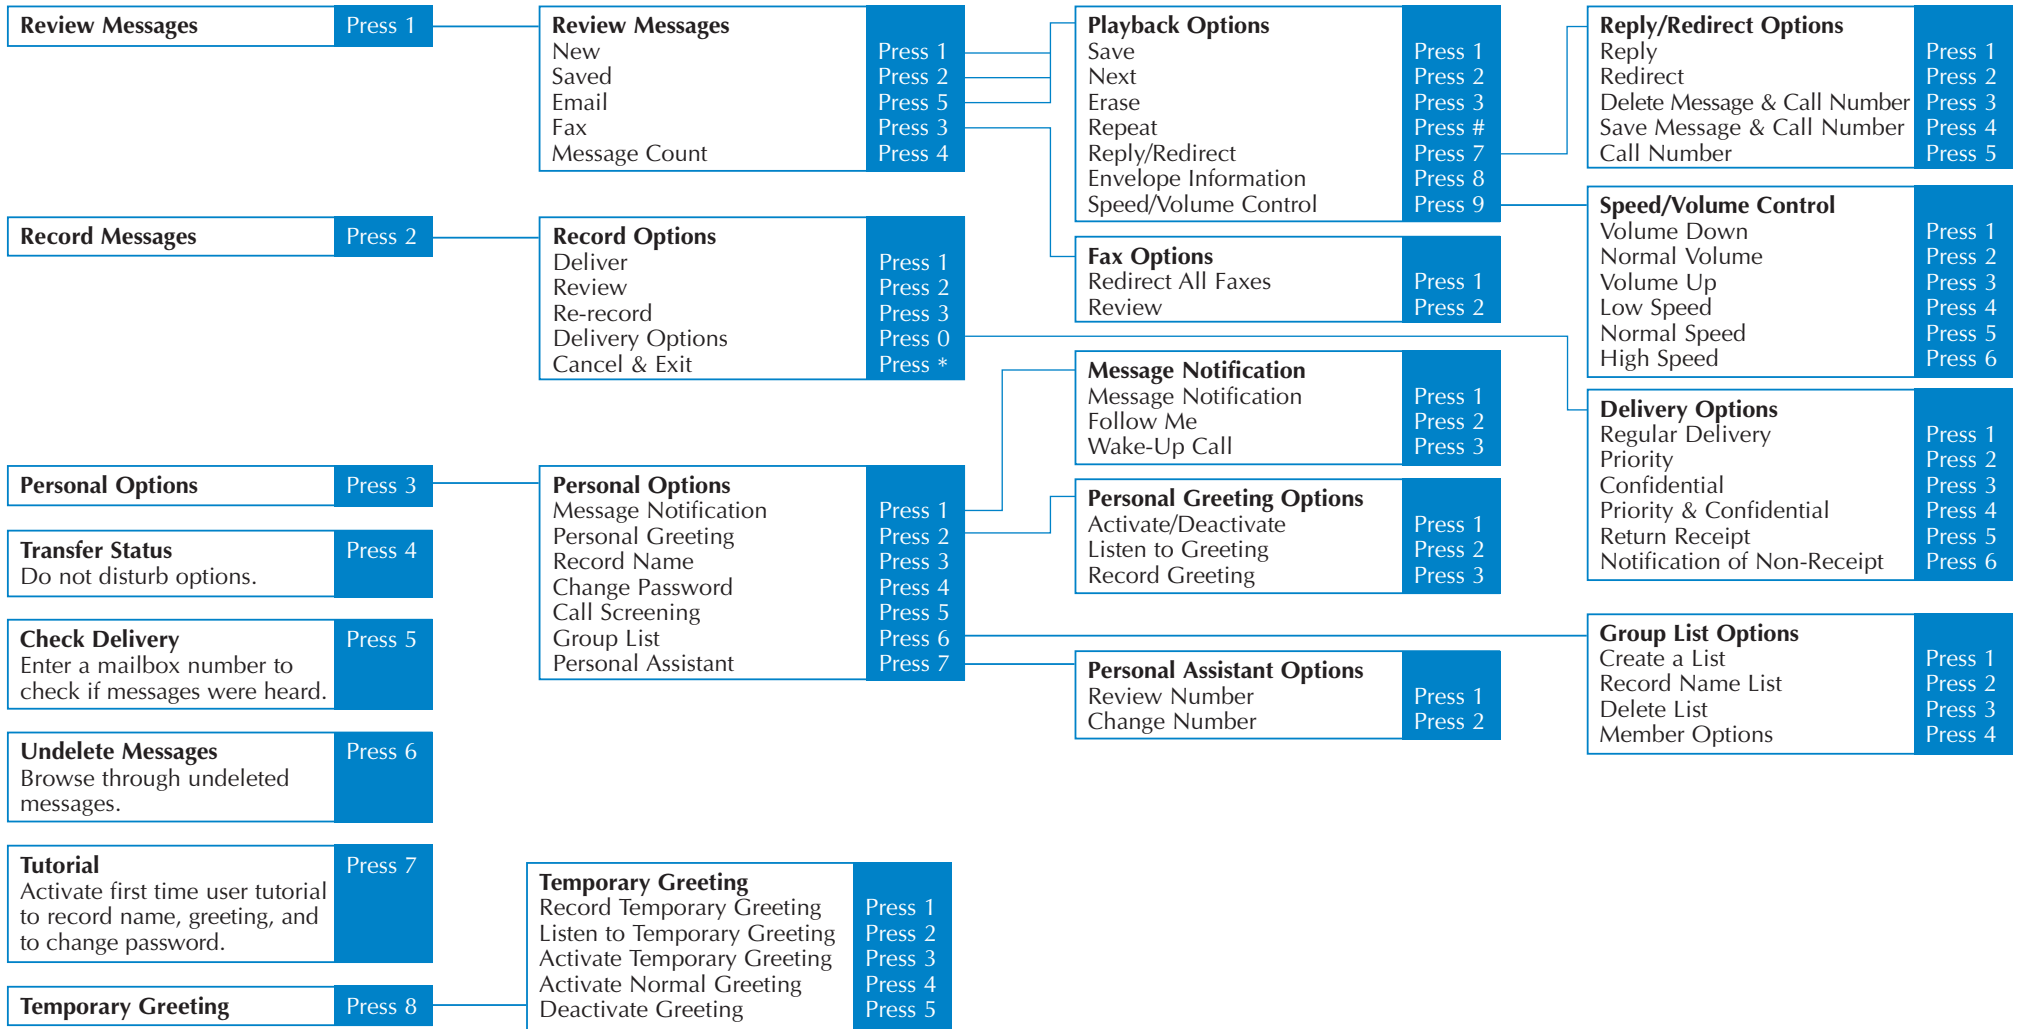 Review Messages Press 1
Review Messages
New Press 1
Saved Press 2
Email Press 5
Fax Press 3
Message Count Press 4
Playback Options
Save Press 1
Next Press 2
Erase Press 3
Repeat Press #
Reply/Redirect Press 7
Envelope Information Press 8
Speed/Volume Control Press 9
Reply/Redirect Options
Reply Press 1
Redirect Press 2
Delete Message & Call Number Press 3
Save Message & Call Number Press 4
Call Number Press 5
Speed/Volume Control
Volume Down Press 1
Normal Volume Press 2
Volume Up Press 3
Low Speed Press 4
Normal Speed Press 5
High Speed Press 6
Fax Options
Redirect All Faxes Press 1
Review Press 2
Record Messages Press 2
Record Options
Deliver Press 1
Review Press 2
Re-record Press 3
Delivery Options Press 0
Cancel & Exit Press *
Delivery Options
Regular Delivery Press 1
Priority Press 2
Confidential Press 3
Priority & Confidential Press 4
Return Receipt Press 5
Notification of Non-Receipt Press 6
Personal Options Press 3
Personal Options
Message Notification Press 1
Personal Greeting Press 2
Record Name Press 3
Change Password Press 4
Call Screening Press 5
Group List Press 6
Personal Assistant Press 7
Message Notification
Message Notification Press 1
Follow Me Press 2
Wake-Up Call Press 3
Personal Greeting Options
Activate/Deactivate Press 1
Listen to Greeting Press 2
Record Greeting Press 3
Personal Assistant Options
Review Number Press 1
Change Number Press 2
Group List Options
Create a List Press 1
Record Name List Press 2
Delete List Press 3
Member Options Press 4
Transfer Status Press 4
Do not disturb options.
Check Delivery Press 5
Enter a mailbox number to
check if messages were heard.
Undelete Messages Press 6
Browse through undeleted
messages.
Tutorial Press 7
Activate first time user tutorial
to record name, greeting, and
to change password.
Temporary Greeting Press 8
Temporary Greeting
Record Temporary Greeting Press 1
Listen to Temporary Greeting Press 2
Activate Temporary Greeting Press 3
Activate Normal Greeting Press 4
Deactivate Greeting Press 5